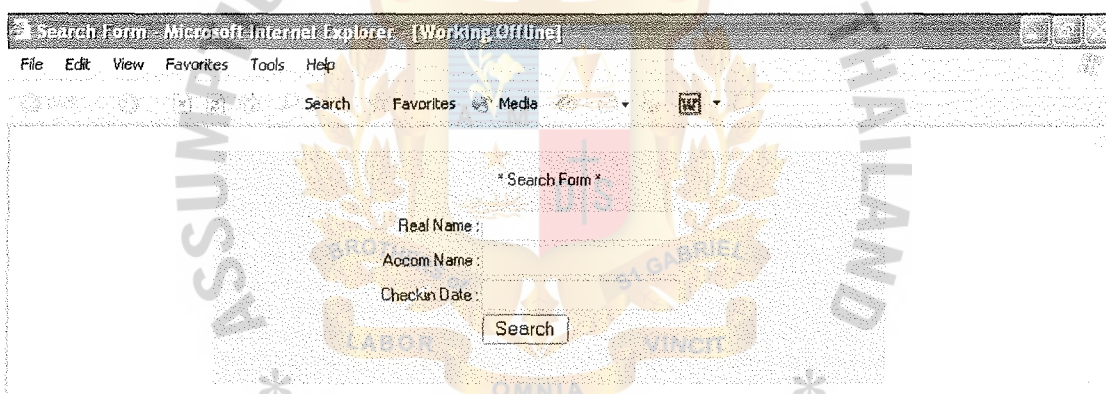 Search Form - Microsoft Internet Explorer - [Working Offline]
File Edit View Favorites Tools Help
Search Favorites Media
* Search Form *
Real Name :
Accom Name :
Checkin Date :
Search
ASSUMP
THAILAND
D S
BROTHERS
ST GABRIEL
LABOR
VINCIT
OMNIA
* *